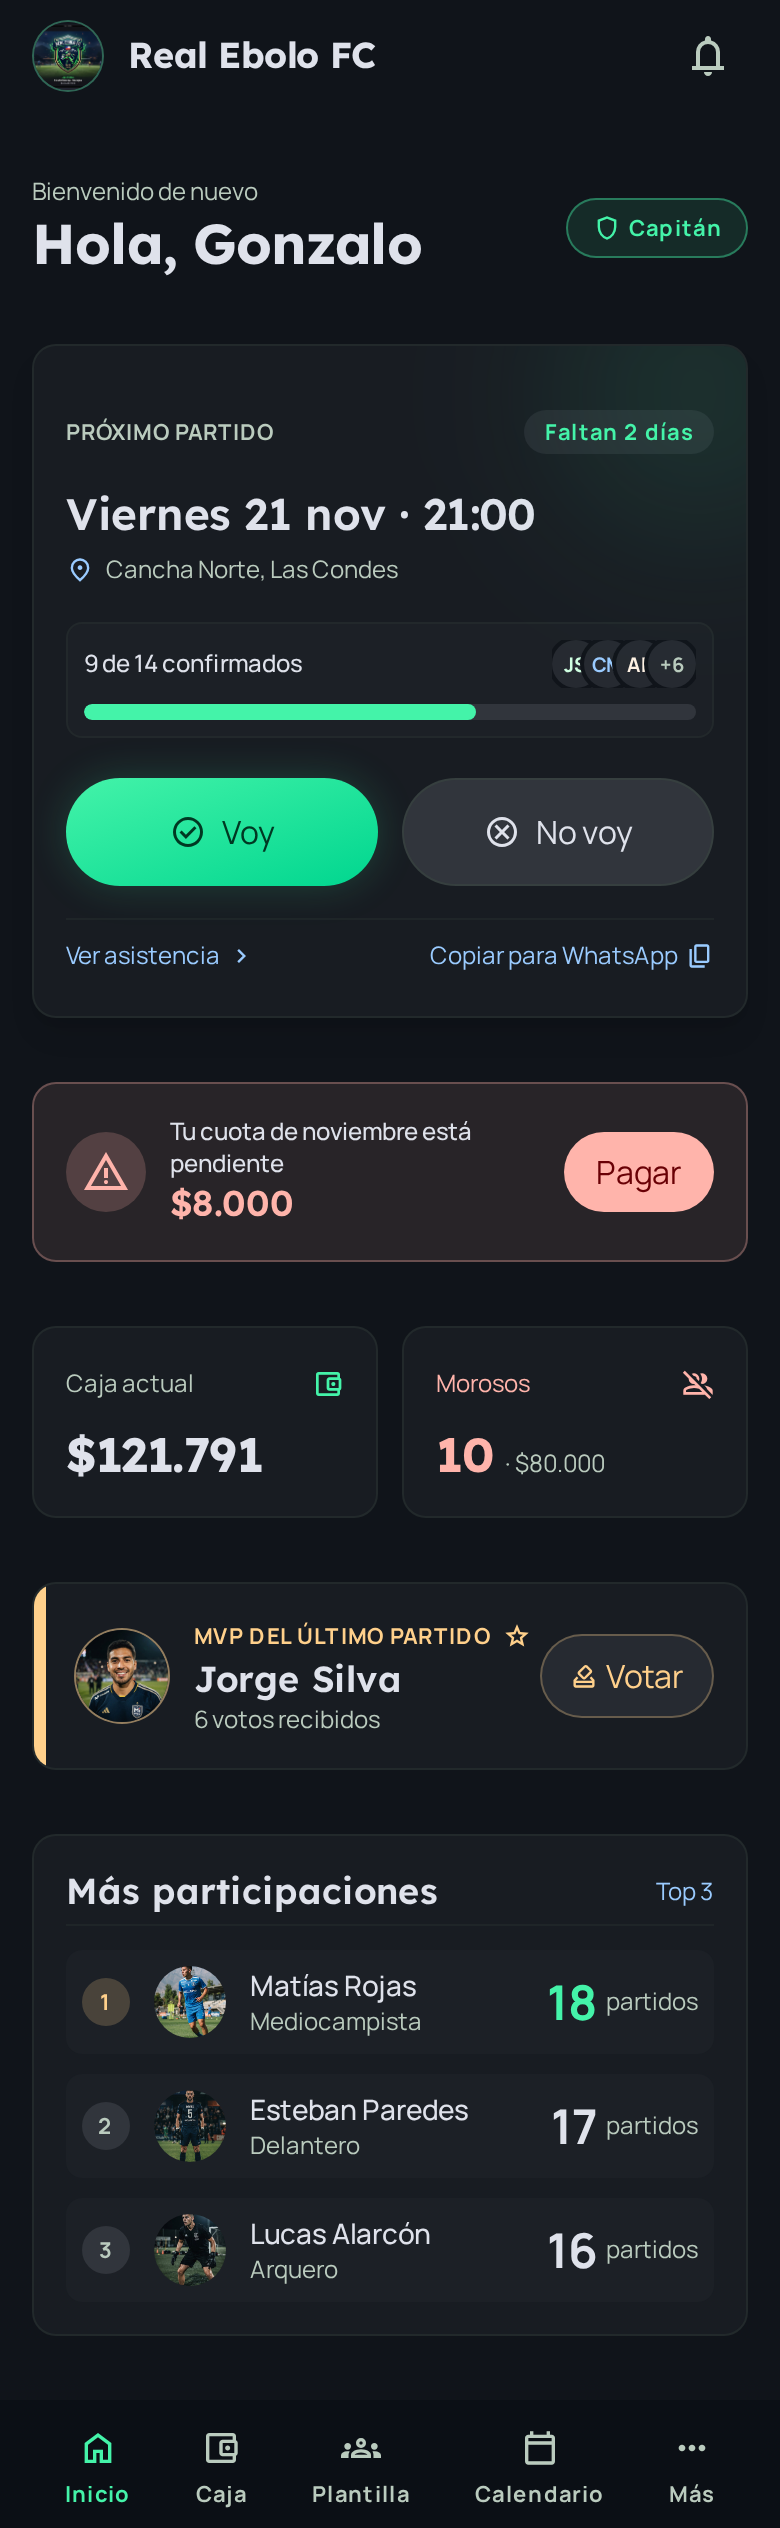 Real Ebolo FC
Bienvenido de nuevo
Hola, Gonzalo
Capitán
PRÓXIMO PARTIDO
Faltan 2 días
Viernes 21 nov · 21:00
Cancha Norte, Las Condes
9 de 14 confirmados
JS
+6
Voy
No voy
Ver asistencia
Copiar para WhatsApp
Tu cuota de noviembre está
pendiente
$8.000
Pagar
Caja actual
$121.791
Morosos
10 · $80.000
MVP DEL ÚLTIMO PARTIDO
Jorge Silva
6 votos recibidos
Votar
Más participaciones
Top 3
1
Matías Rojas
Mediocampista
18 partidos
2
Esteban Paredes
Delantero
17 partidos
3
Lucas Alarcón
Arquero
16 partidos
Inicio
Caja
Plantilla
Calendario
Más